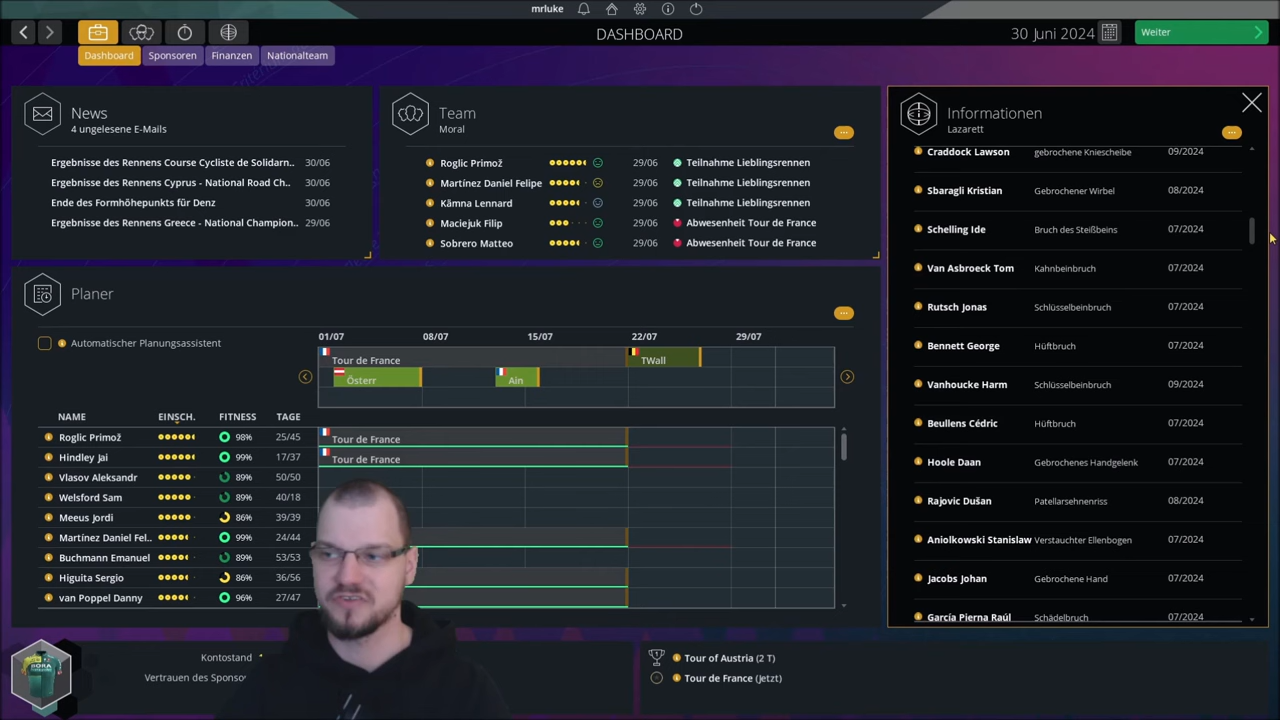 mrluke
DASHBOARD
30 Juni 2024
Weiter
Dashboard
Sponsoren
Finanzen
Nationalteam
News
4 ungelesene E-Mails
Ergebnisse des Rennens Course Cycliste de Solidarn.. 30/06
Ergebnisse des Rennens Cyprus - National Road Ch.. 30/06
Ende des Formhöhepunkts für Denz 30/06
Ergebnisse des Rennens Greece - National Champion.. 29/06
Team
Moral
Roglic Primož 29/06 Teilnahme Lieblingsrennen
Martínez Daniel Felipe 29/06 Teilnahme Lieblingsrennen
Kämna Lennard 29/06 Teilnahme Lieblingsrennen
Maciejuk Filip 29/06 Abwesenheit Tour de France
Sobrero Matteo 29/06 Abwesenheit Tour de France
Informationen
Lazarett
Craddock Lawson gebrochene Kniescheibe 09/2024
Sbaragli Kristian Gebrochener Wirbel 08/2024
Schelling Ide Bruch des Steißbeins 07/2024
Van Asbroeck Tom Kahnbeinbruch 07/2024
Rutsch Jonas Schlüsselbeinbruch 07/2024
Bennett George Hüftbruch 07/2024
Vanhoucke Harm Schlüsselbeinbruch 09/2024
Beullens Cédric Hüftbruch 07/2024
Hoole Daan Gebrochenes Handgelenk 07/2024
Rajovic Dušan Patellarsehnenriss 08/2024
Aniolkowski Stanisław Verstauchter Ellenbogen 07/2024
Jacobs Johan Gebrochene Hand 07/2024
García Pierna Raúl Schädelbruch 07/2024
Planer
Automatischer Planungsassistent
01/07 08/07 15/07 22/07 29/07
Tour de France TWall
Österr Ain
NAME EINSCH. FITNESS TAGE
Roglic Primož 98% 25/45 Tour de France
Hindley Jai 99% 17/37 Tour de France
Vlasov Aleksandr 89% 50/50
Welsford Sam 89% 40/18
Meeus Jordi 86% 39/39
Martínez Daniel Fel.. 99% 24/44
Buchmann Emanuel 89% 53/53
Higuita Sergio 86% 36/56
van Poppel Danny 96% 27/47
Kontostand
Vertrauen des Sponso
Tour of Austria (2 T)
Tour de France (Jetzt)